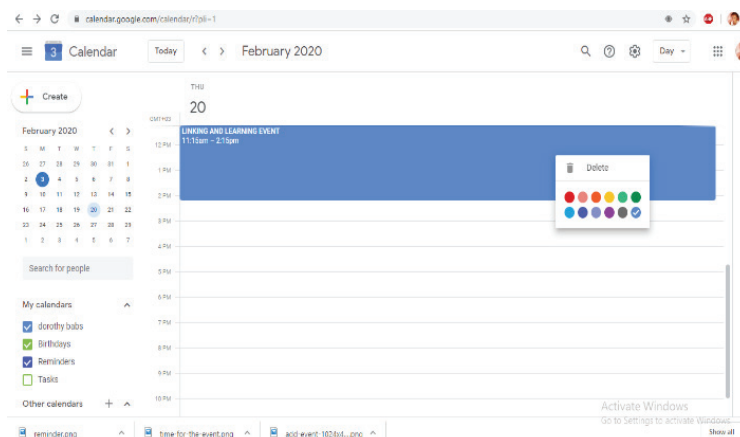 calendar.google.com/calendar/r?pli=1
3 Calendar Today February 2020 Day
Create
THU
20
GMT+03
February 2020
S M T W T F S
26 27 28 29 30 31 1
2 3 4 5 6 7 8
9 10 11 12 13 14 15
16 17 18 19 20 21 22
23 24 25 26 27 28 29
1 2 3 4 5 6 7
LINKING AND LEARNING EVENT
11:15am – 2:15pm
12 PM
1 PM
2 PM
3 PM
4 PM
5 PM
6 PM
7 PM
8 PM
9 PM
10 PM
Delete
Search for people
My calendars
dorothy babs
Birthdays
Reminders
Tasks
Other calendars
Activate Windows
Go to Settings to activate Windows.
reminder.png time-for-the-event.png add-event-1024x4....png Show all